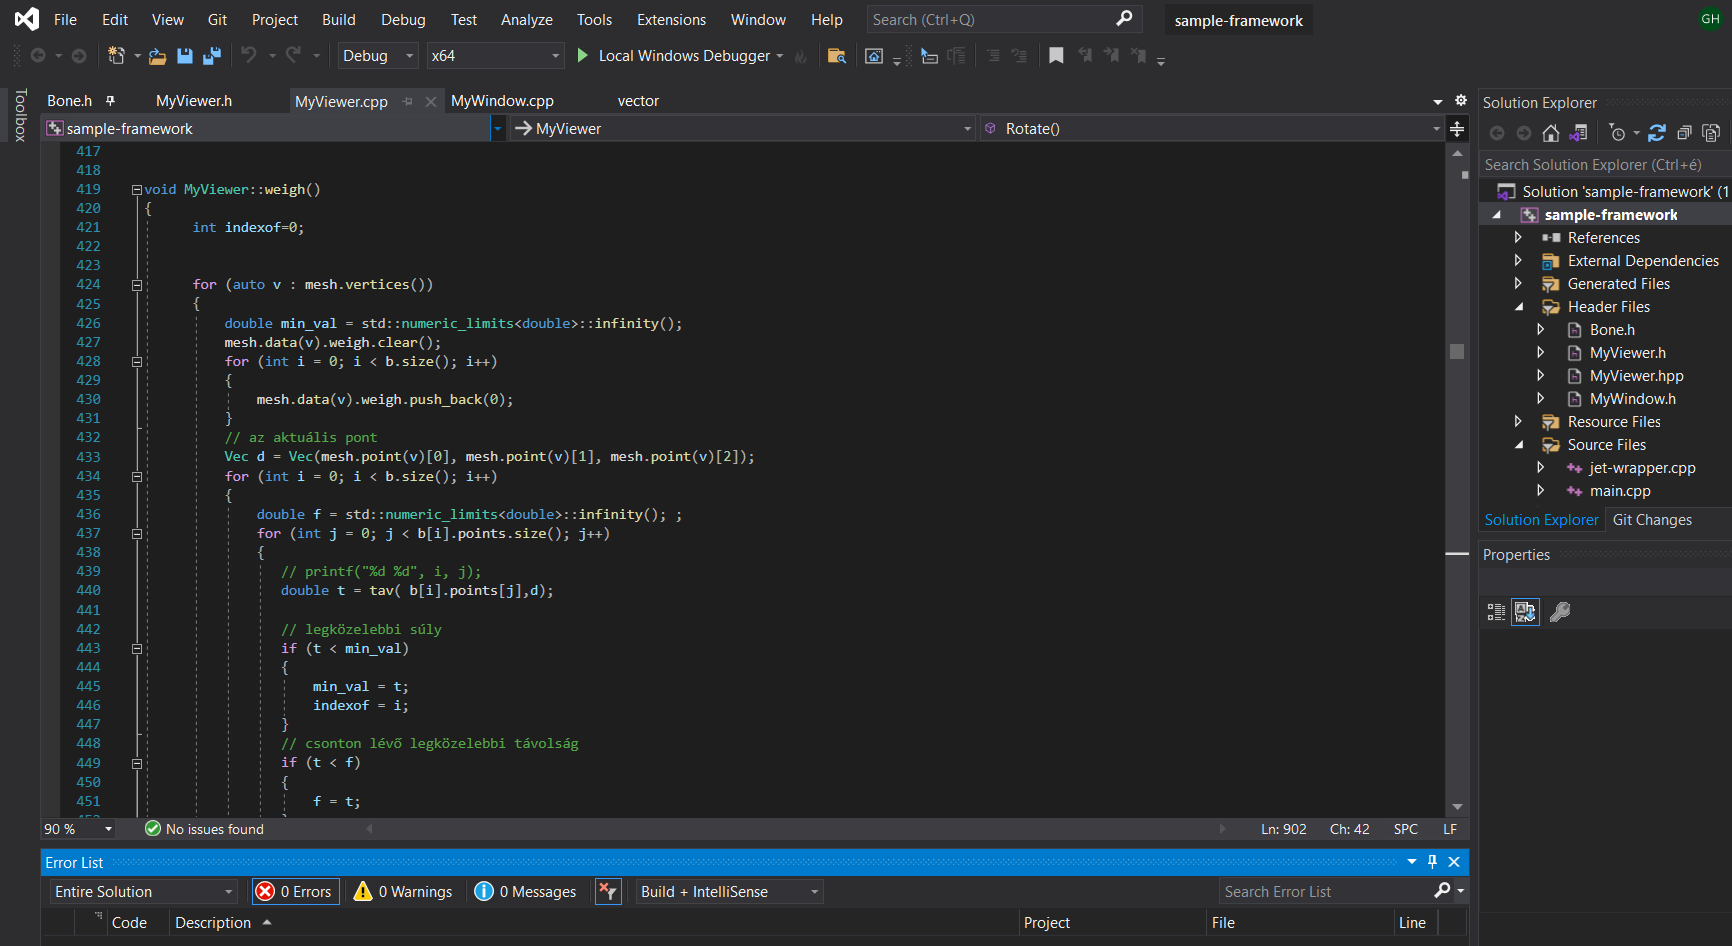 File Edit View Git Project Build Debug Test Analyze Tools Extensions Window Help Search (Ctrl+Q) sample-framework GH
Debug x64 Local Windows Debugger
Toolbox
Bone.h MyViewer.h MyViewer.cpp MyWindow.cpp vector
sample-framework MyViewer Rotate()
417
418
419 void MyViewer::weigh()
420 {
421 int indexof=0;
422
423
424 for (auto v : mesh.vertices())
425 {
426 double min_val = std::numeric_limits<double>::infinity();
427 mesh.data(v).weigh.clear();
428 for (int i = 0; i < b.size(); i++)
429 {
430 mesh.data(v).weigh.push_back(0);
431 }
432 // az aktuális pont
433 Vec d = Vec(mesh.point(v)[0], mesh.point(v)[1], mesh.point(v)[2]);
434 for (int i = 0; i < b.size(); i++)
435 {
436 double f = std::numeric_limits<double>::infinity(); ;
437 for (int j = 0; j < b[i].points.size(); j++)
438 {
439 // printf("%d %d", i, j);
440 double t = tav( b[i].points[j],d);
441
442 // legközelebbi súly
443 if (t < min_val)
444 {
445 min_val = t;
446 indexof = i;
447 }
448 // csonton lévő legközelebbi távolság
449 if (t < f)
450 {
451 f = t;
90 % No issues found Ln: 902 Ch: 42 SPC LF
Error List
Entire Solution 0 Errors 0 Warnings 0 Messages Build + IntelliSense Search Error List
Code Description Project File Line
Solution Explorer
Search Solution Explorer (Ctrl+é)
Solution 'sample-framework' (1
sample-framework
References
External Dependencies
Generated Files
Header Files
Bone.h
MyViewer.h
MyViewer.hpp
MyWindow.h
Resource Files
Source Files
jet-wrapper.cpp
main.cpp
Solution Explorer Git Changes
Properties